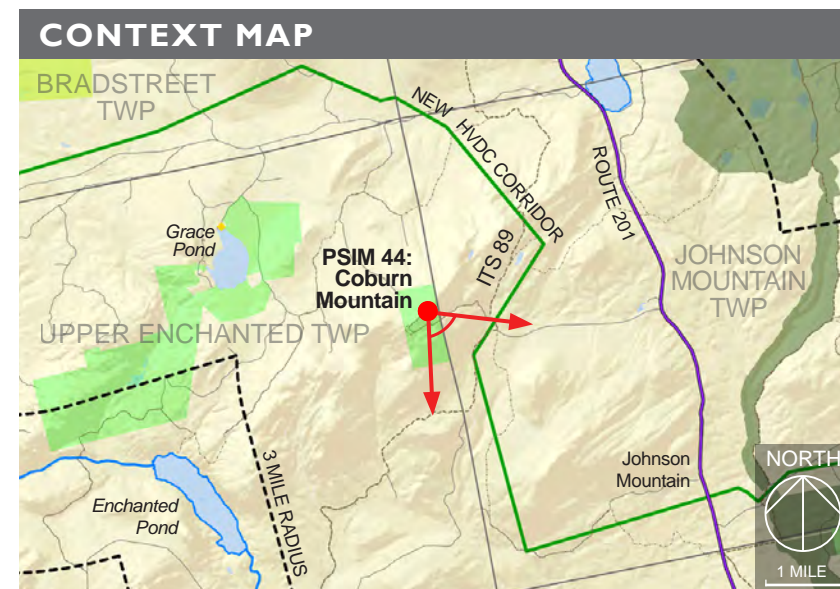 CONTEXT MAP
BRADSTREET
TWP
NEW HVDC CORRIDOR
ROUTE 201
Grace
Pond
PSIM 44:
Coburn
Mountain
ITS 89
JOHNSON
MOUNTAIN
TWP
UPPER ENCHANTED TWP
3 MILE RADIUS
Johnson
Mountain
NORTH
Enchanted
Pond
1 MILE